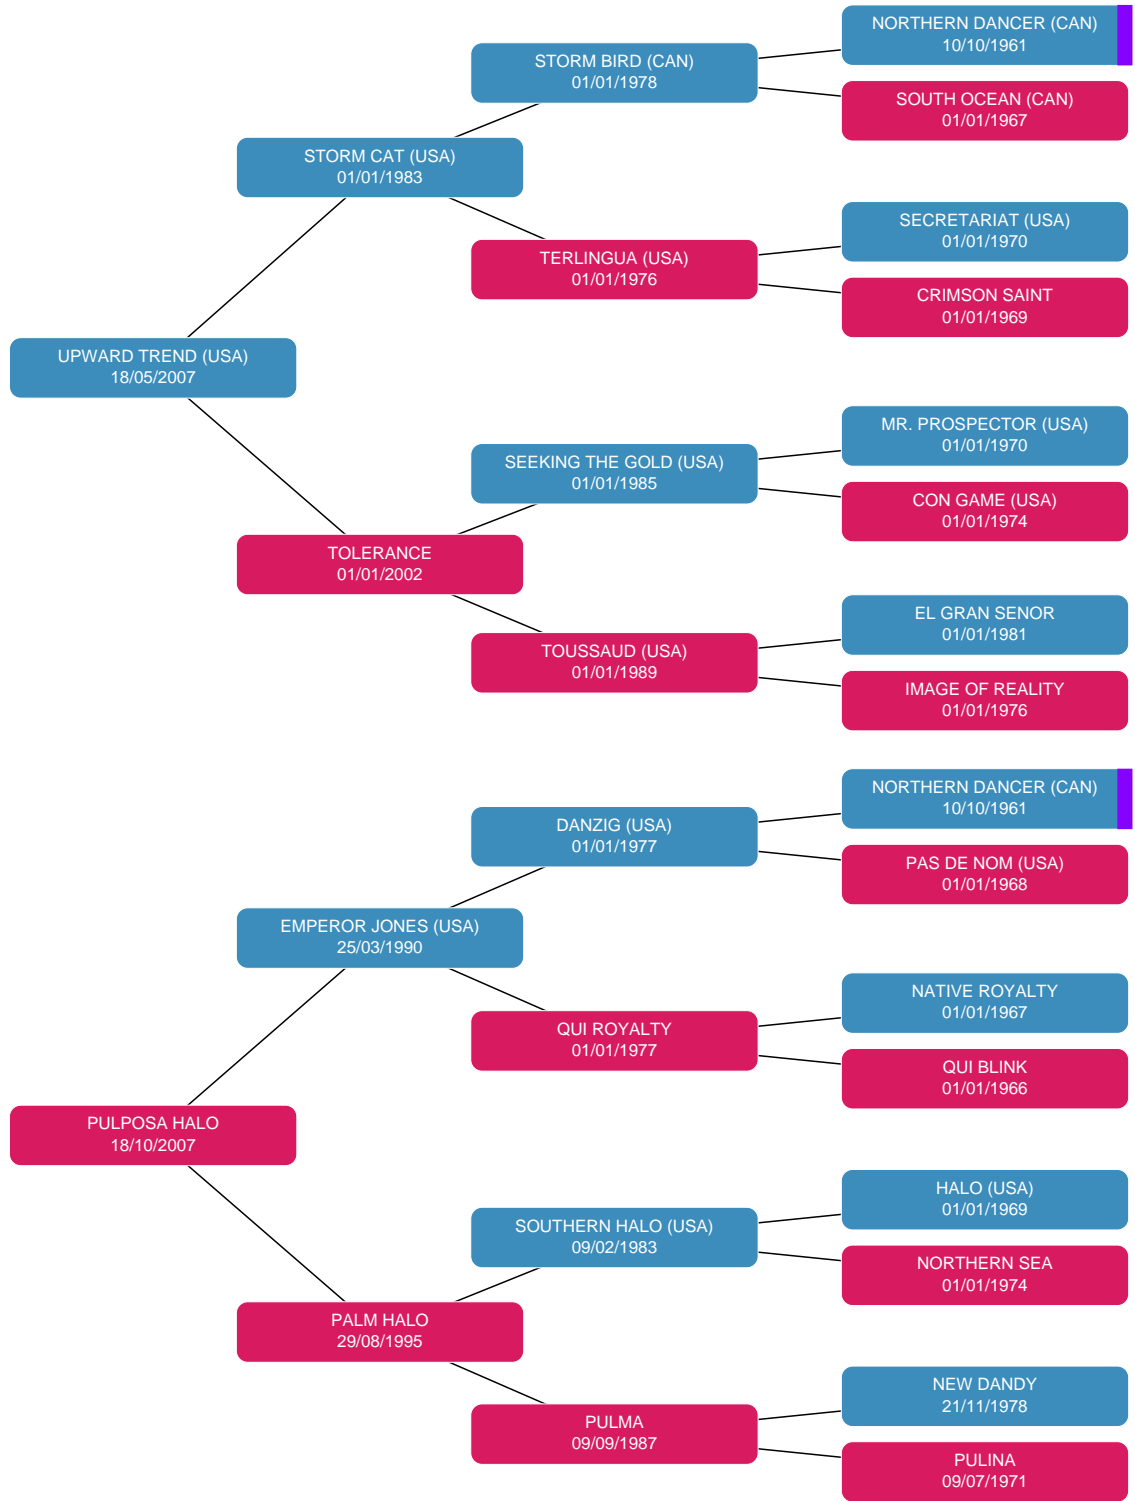 NORTHERN DANCER (CAN)
10/10/1961
STORM BIRD (CAN)
01/01/1978
SOUTH OCEAN (CAN)
01/01/1967
STORM CAT (USA)
01/01/1983
SECRETARIAT (USA)
01/01/1970
TERLINGUA (USA)
01/01/1976
CRIMSON SAINT
01/01/1969
UPWARD TREND (USA)
18/05/2007
MR. PROSPECTOR (USA)
01/01/1970
SEEKING THE GOLD (USA)
01/01/1985
CON GAME (USA)
01/01/1974
TOLERANCE
01/01/2002
EL GRAN SENOR
01/01/1981
TOUSSAUD (USA)
01/01/1989
IMAGE OF REALITY
01/01/1976
NORTHERN DANCER (CAN)
10/10/1961
DANZIG (USA)
01/01/1977
PAS DE NOM (USA)
01/01/1968
EMPEROR JONES (USA)
25/03/1990
NATIVE ROYALTY
01/01/1967
QUI ROYALTY
01/01/1977
QUI BLINK
01/01/1966
PULPOSA HALO
18/10/2007
HALO (USA)
01/01/1969
SOUTHERN HALO (USA)
09/02/1983
NORTHERN SEA
01/01/1974
PALM HALO
29/08/1995
NEW DANDY
21/11/1978
PULMA
09/09/1987
PULINA
09/07/1971